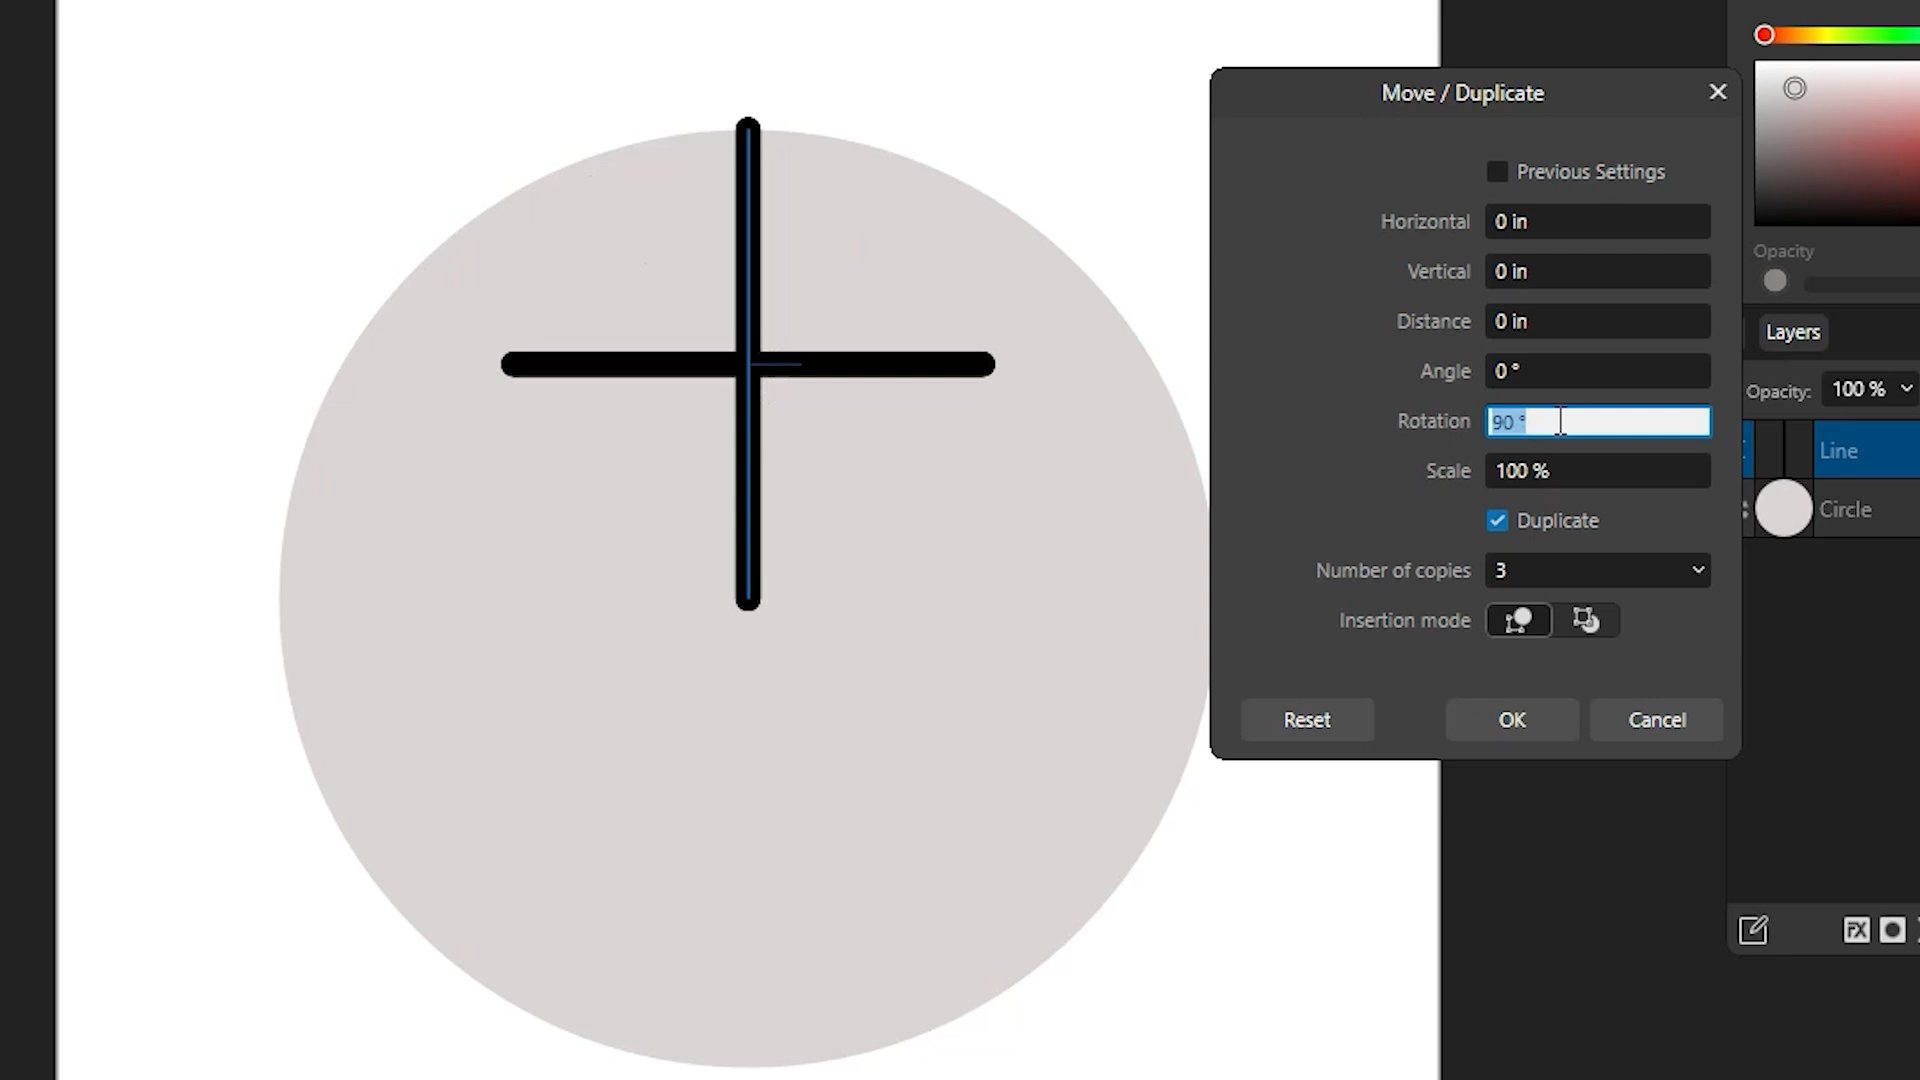 Move / Duplicate
Previous Settings
Horizontal 0 in
Vertical 0 in
Distance 0 in
Angle 0 °
Rotation 90 °
Scale 100 %
Duplicate
Number of copies 3
Insertion mode
Reset OK Cancel
Opacity
Layers
Opacity: 100 %
Line
Circle
FX